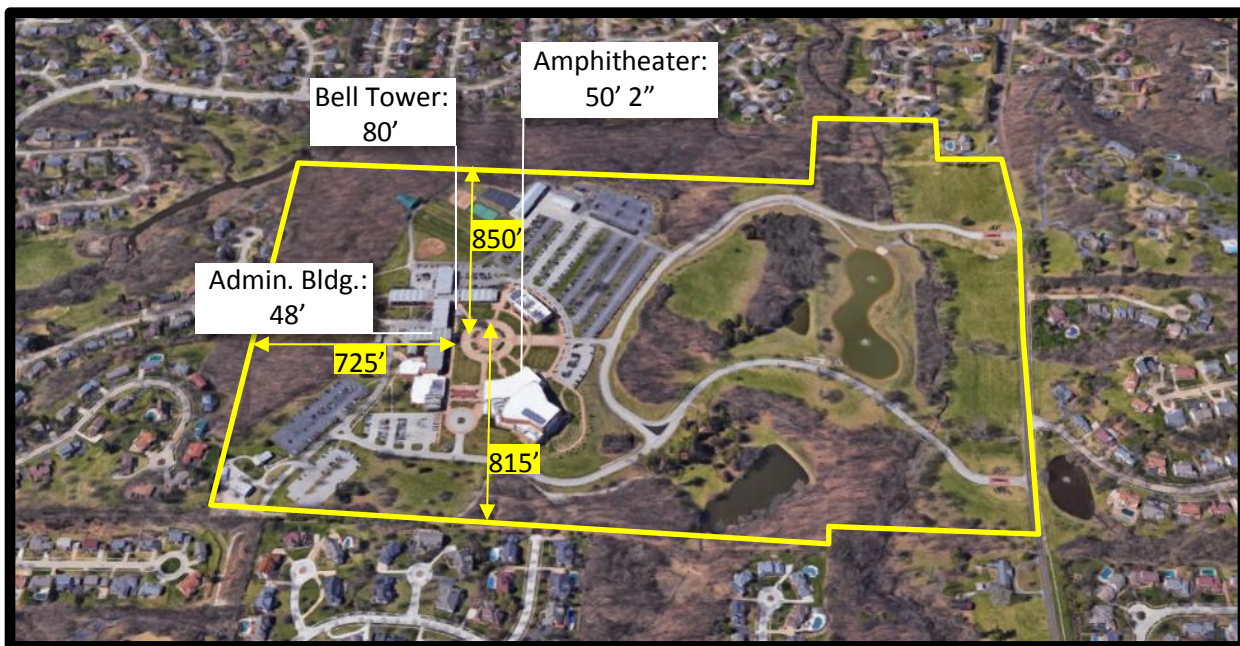 Amphitheater:
50’ 2”
Bell Tower:
80’
850’
Admin. Bldg.:
48’
725’
815’